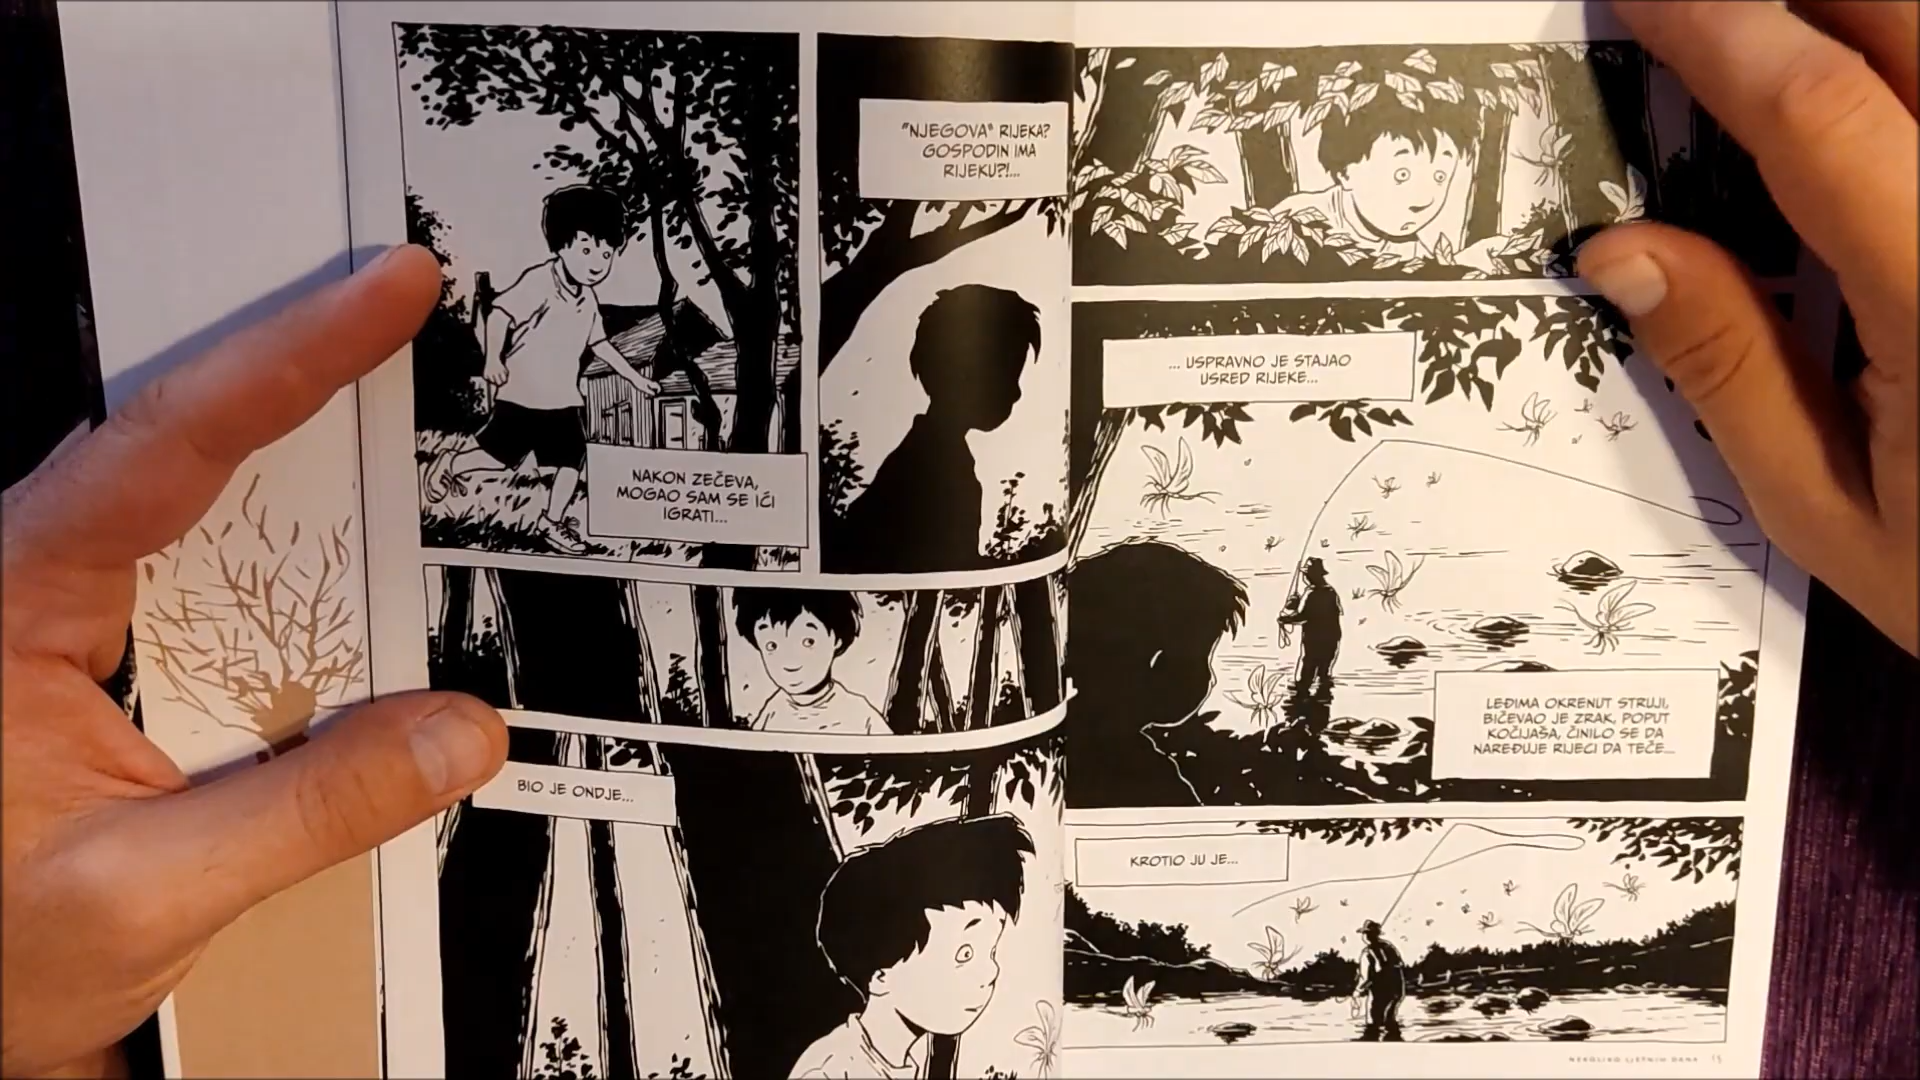 NAKON ZEČEVA,
MOGAO SAM SE IĆI
IGRATI...
"NJEGOVA" RIJEKA?
GOSPODIN IMA
RIJEKU?!...
BIO JE ONDJE...
... USPRAVNO JE STAJAO
USRED RIJEKE...
LEĐIMA OKRENUT STRUJI,
BIČEVAO JE ZRAK, POPUT
KOČIJAŠA, ČINILO SE DA
NAREĐUJE RIJECI DA TEČE...
KROTIO JU JE...
NEKOLIKO LJETNIH DANA